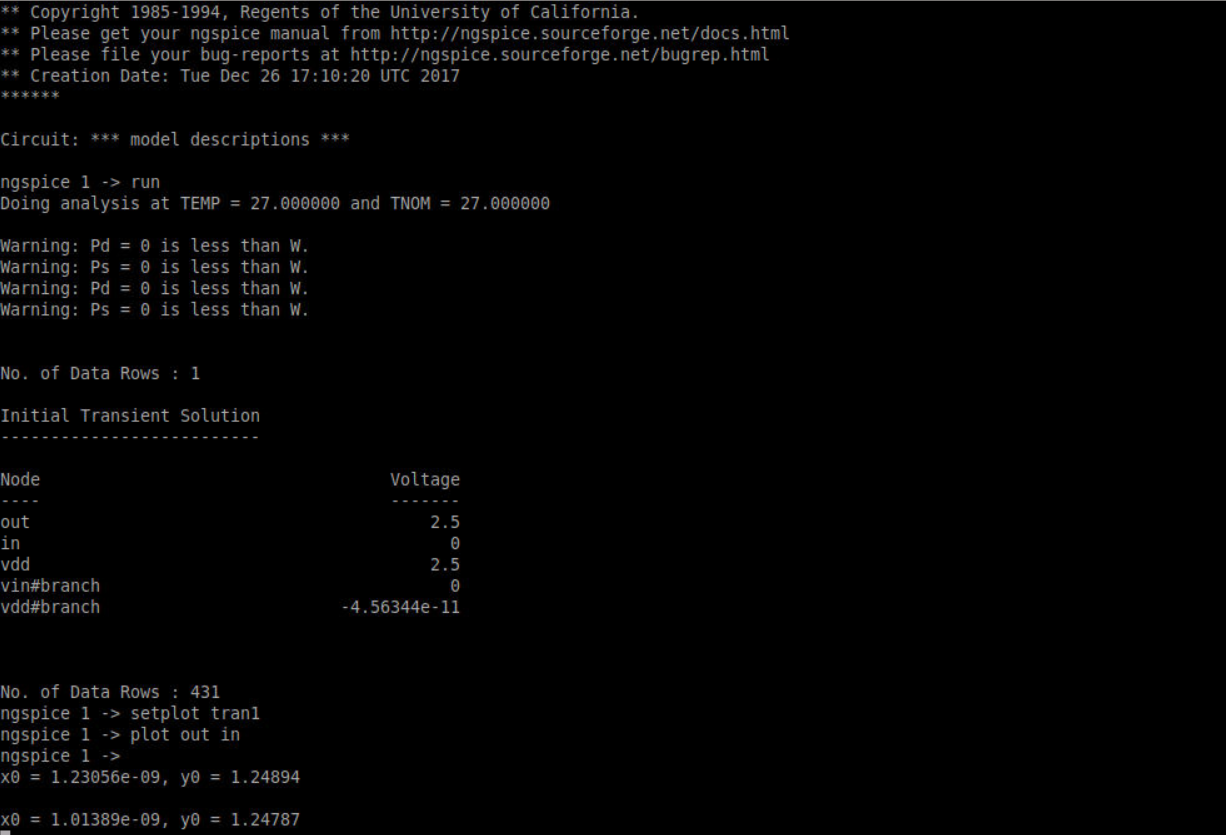 ** Copyright 1985-1994, Regents of the University of California.
** Please get your ngspice manual from http://ngspice.sourceforge.net/docs.html
** Please file your bug-reports at http://ngspice.sourceforge.net/bugrep.html
** Creation Date: Tue Dec 26 17:10:20 UTC 2017
******
Circuit: *** model descriptions ***
ngspice 1 -> run
Doing analysis at TEMP = 27.000000 and TNOM = 27.000000
Warning: Pd = 0 is less than W.
Warning: Ps = 0 is less than W.
Warning: Pd = 0 is less than W.
Warning: Ps = 0 is less than W.
No. of Data Rows : 1
Initial Transient Solution
--------------------------
Node                                   Voltage
----                                   -------
out                                        2.5
in                                           0
vdd                                        2.5
vin#branch                                   0
vdd#branch                        -4.56344e-11
No. of Data Rows : 431
ngspice 1 -> setplot tran1
ngspice 1 -> plot out in
ngspice 1 ->
x0 = 1.23056e-09, y0 = 1.24894
x0 = 1.01389e-09, y0 = 1.24787